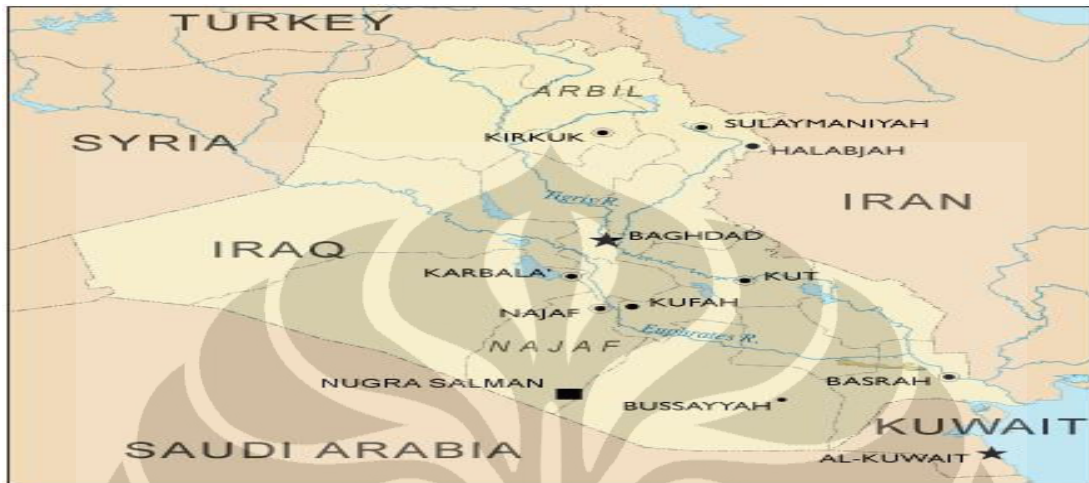 TURKEY
ARBIL
SULAYMANIYAH
KIRKUK
SYRIA
HALABJAH
IRAN
Tigris R.
BAGHDAD
IRAQ
KARBALA'
KUT
NAJAF
KUFAH
Euphrates R.
NAJAF
NUGRA SALMAN
BASRAH
BUSSAYYAH
KUWAIT
SAUDI ARABIA
AL-KUWAIT